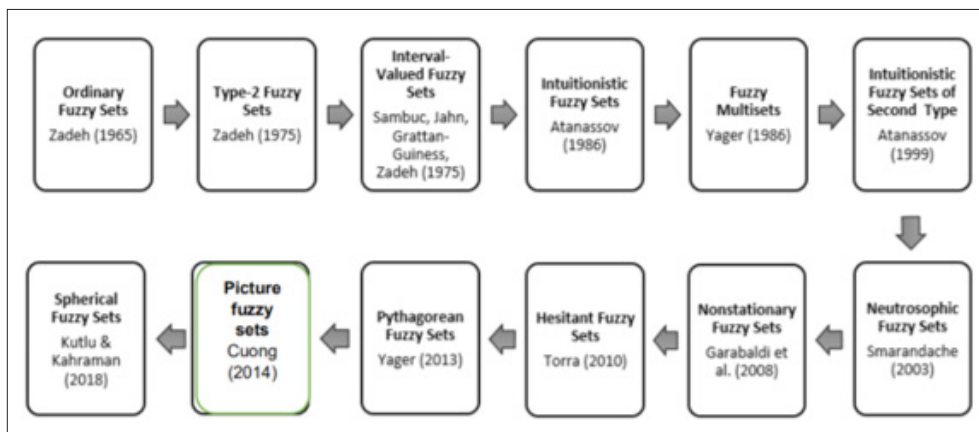 Ordinary
Fuzzy Sets
Zadeh (1965)
Type-2 Fuzzy
Sets
Zadeh (1975)
Interval-
Valued Fuzzy
Sets
Sambuc, Jahn,
Grattan-
Guiness,
Zadeh (1975)
Intuitionistic
Fuzzy Sets
Atanassov
(1986)
Fuzzy
Multisets
Yager (1986)
Intuitionistic
Fuzzy Sets of
Second Type
Atanassov
(1999)
Neutrosophic
Fuzzy Sets
Smarandache
(2003)
Nonstationary
Fuzzy Sets
Garabaldi et
al. (2008)
Hesitant Fuzzy
Sets
Torra (2010)
Pythagorean
Fuzzy Sets
Yager (2013)
Picture
fuzzy
sets
Cuong
(2014)
Spherical
Fuzzy Sets
Kutlu &
Kahraman
(2018)